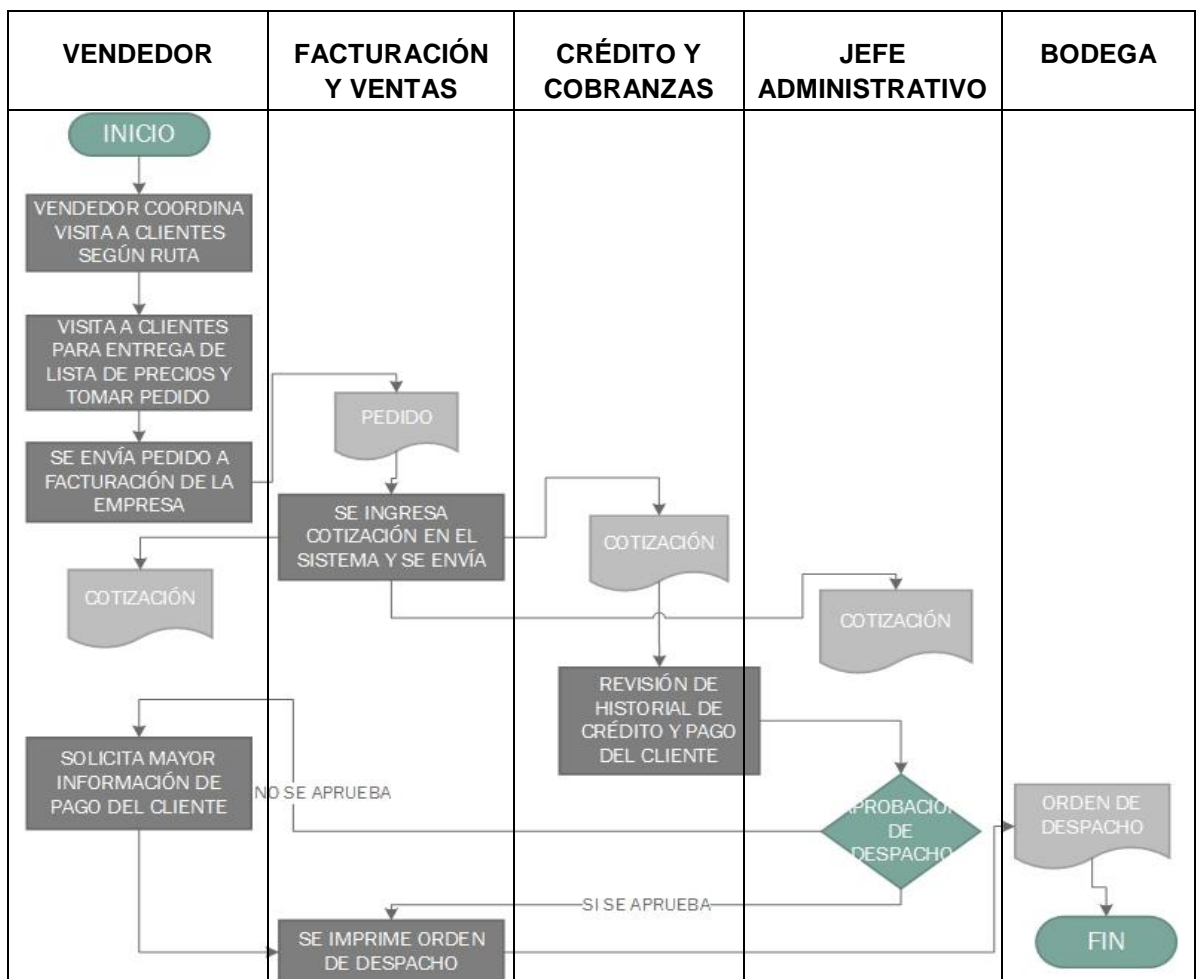 VENDEDOR
FACTURACIÓN
Y VENTAS
CRÉDITO Y
COBRANZAS
JEFE
ADMINISTRATIVO
BODEGA
INICIO
VENDEDOR COORDINA
VISITA A CLIENTES
SEGÚN RUTA
VISITA A CLIENTES
PARA ENTREGA DE
LISTA DE PRECIOS Y
TOMAR PEDIDO
SE ENVÍA PEDIDO A
FACTURACIÓN DE LA
EMPRESA
PEDIDO
SE INGRESA
COTIZACIÓN EN EL
SISTEMA Y SE ENVÍA
COTIZACIÓN
COTIZACIÓN
COTIZACIÓN
REVISIÓN DE
HISTORIAL DE
CRÉDITO Y PAGO
DEL CLIENTE
SOLICITA MAYOR
INFORMACIÓN DE
PAGO DEL CLIENTE
NO SE APRUEBA
APROBACIÓN
DE
DESPACHO
ORDEN DE
DESPACHO
SI SE APRUEBA
SE IMPRIME ORDEN
DE DESPACHO
FIN